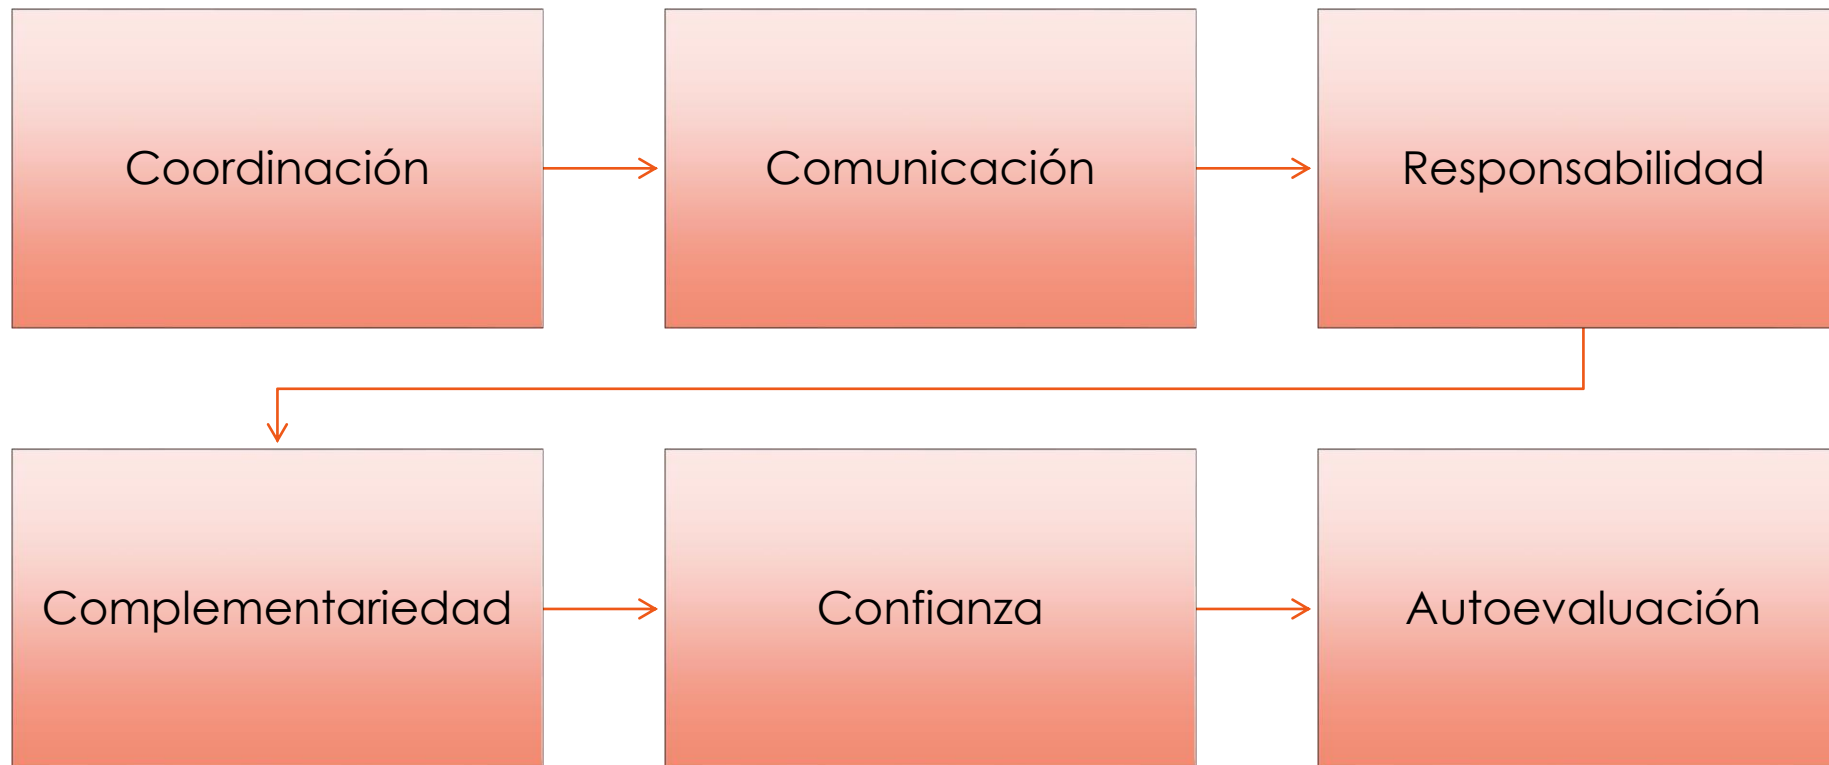 Coordinación
Comunicación
Responsabilidad
Complementariedad
Confianza
Autoevaluación